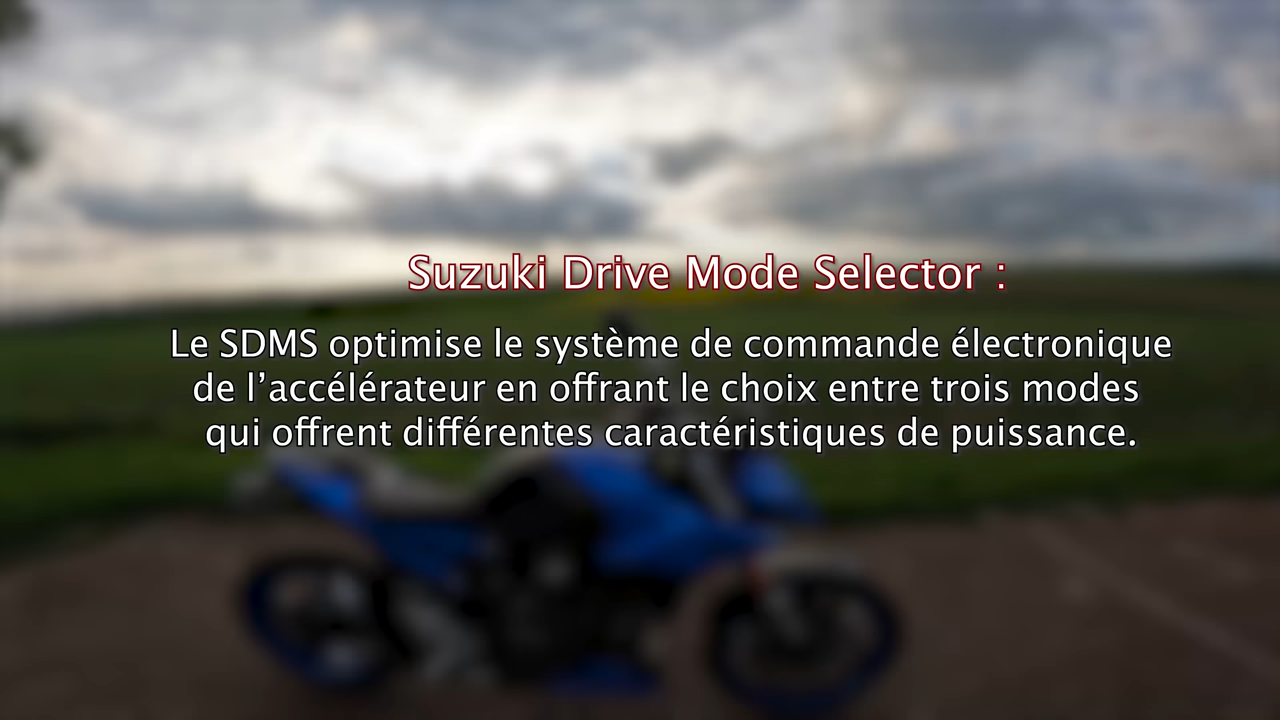 Suzuki Drive Mode Selector :
Le SDMS optimise le système de commande électronique
de l’accélérateur en offrant le choix entre trois modes
qui offrent différentes caractéristiques de puissance.